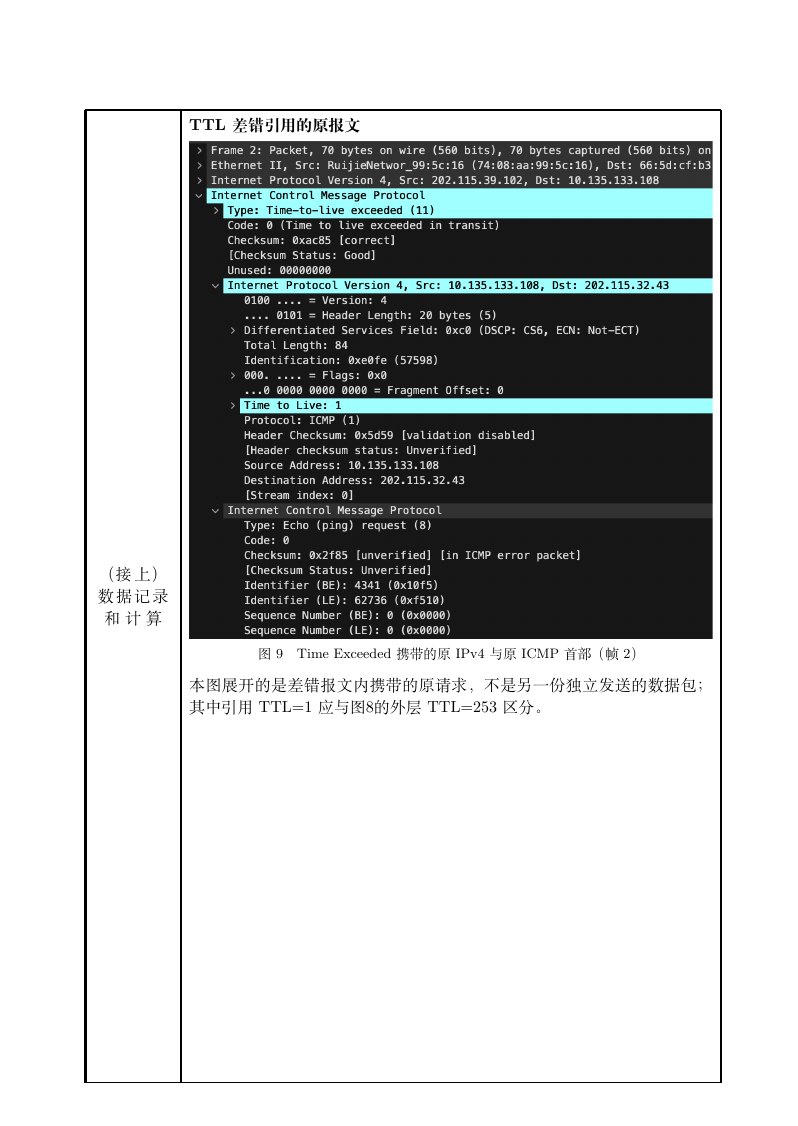 TTL 差错引用的原报文
Frame 2: Packet, 70 bytes on wire (560 bits), 70 bytes captured (560 bits) on
Ethernet II, Src: RuijieNetwor_99:5c:16 (74:08:aa:99:5c:16), Dst: 66:5d:cf:b3
Internet Protocol Version 4, Src: 202.115.39.102, Dst: 10.135.133.108
Internet Control Message Protocol
Type: Time-to-live exceeded (11)
Code: 0 (Time to live exceeded in transit)
Checksum: 0xac85 [correct]
[Checksum Status: Good]
Unused: 00000000
Internet Protocol Version 4, Src: 10.135.133.108, Dst: 202.115.32.43
0100 .... = Version: 4
.... 0101 = Header Length: 20 bytes (5)
Differentiated Services Field: 0xc0 (DSCP: CS6, ECN: Not-ECT)
Total Length: 84
Identification: 0xe0fe (57598)
000. .... = Flags: 0x0
...0 0000 0000 0000 = Fragment Offset: 0
Time to Live: 1
Protocol: ICMP (1)
Header Checksum: 0x5d59 [validation disabled]
[Header checksum status: Unverified]
Source Address: 10.135.133.108
Destination Address: 202.115.32.43
[Stream index: 0]
Internet Control Message Protocol
Type: Echo (ping) request (8)
Code: 0
Checksum: 0x2f85 [unverified] [in ICMP error packet]
[Checksum Status: Unverified]
Identifier (BE): 4341 (0x10f5)
Identifier (LE): 62736 (0xf510)
Sequence Number (BE): 0 (0x0000)
Sequence Number (LE): 0 (0x0000)
（接上）
数据记录
和 计 算
图 9　Time Exceeded 携带的原 IPv4 与原 ICMP 首部（帧 2）
本图展开的是差错报文内携带的原请求，不是另一份独立发送的数据包；
其中引用 TTL=1 应与图8的外层 TTL=253 区分。